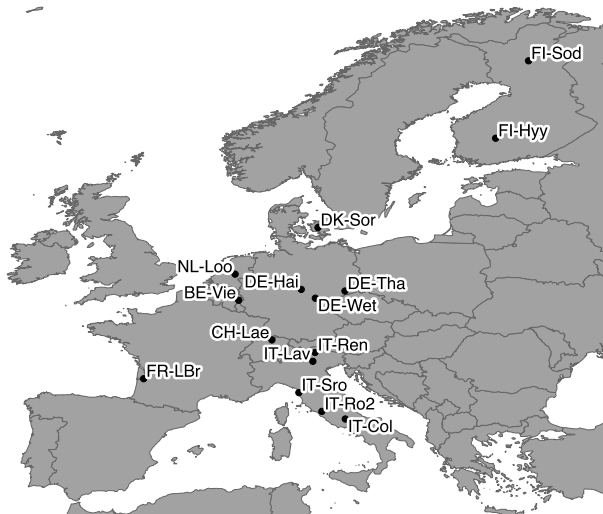 FI-Sod
FI-Hyy
DK-Sor
NL-Loo
DE-Hai
DE-Tha
BE-Vie
DE-Wet
CH-Lae
IT-Ren
IT-Lav
FR-LBr
IT-Sro
IT-Ro2
IT-Col